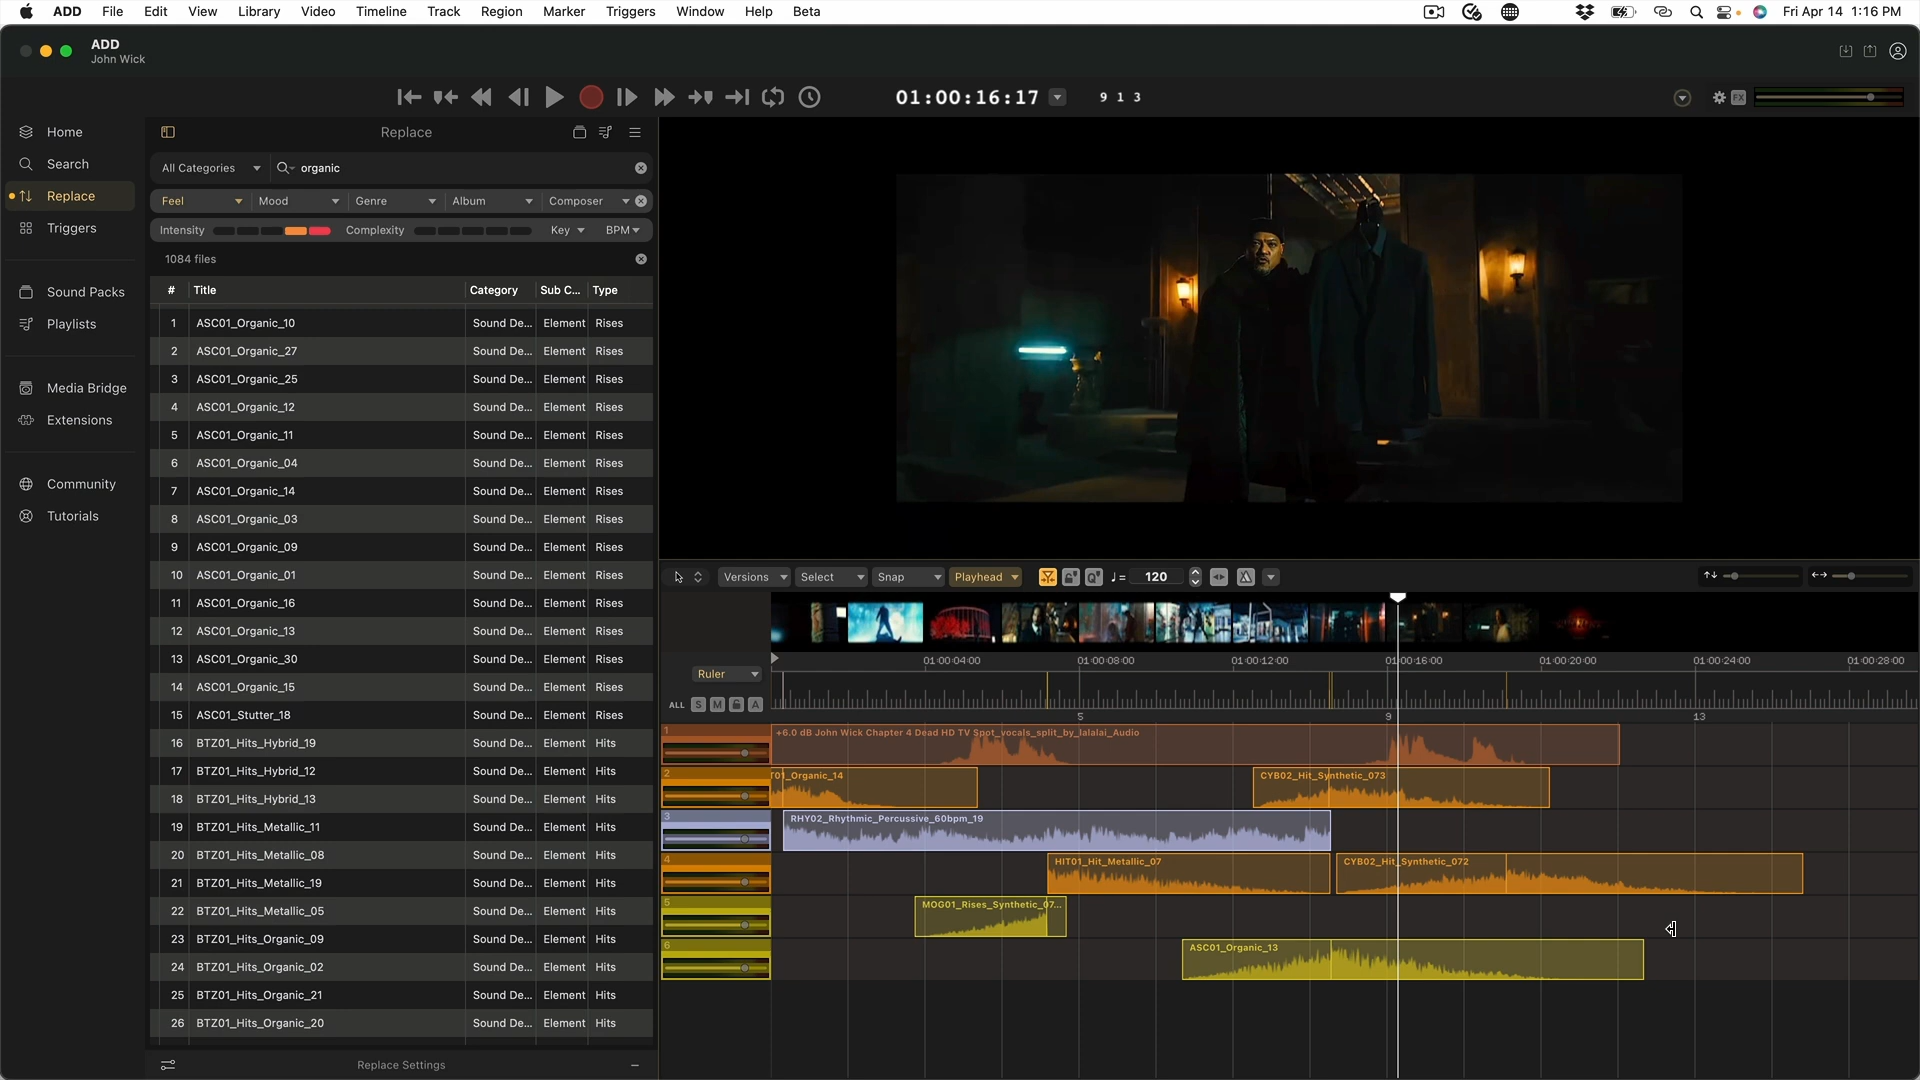 ADD File Edit View Library Video Timeline Track Region Marker Triggers Window Help Beta Fri Apr 14 1:16 PM
ADD
John Wick
01:00:16:17 9 1 3 FX
Home
Search
Replace
Triggers
Sound Packs
Playlists
Media Bridge
Extensions
Community
Tutorials
Replace
All Categories organic
Feel Mood Genre Album Composer
Intensity Complexity Key BPM
1084 files
# Title Category Sub C... Type
1 ASC01_Organic_10 Sound De... Element Rises
2 ASC01_Organic_27 Sound De... Element Rises
3 ASC01_Organic_25 Sound De... Element Rises
4 ASC01_Organic_12 Sound De... Element Rises
5 ASC01_Organic_11 Sound De... Element Rises
6 ASC01_Organic_04 Sound De... Element Rises
7 ASC01_Organic_14 Sound De... Element Rises
8 ASC01_Organic_03 Sound De... Element Rises
9 ASC01_Organic_09 Sound De... Element Rises
10 ASC01_Organic_01 Sound De... Element Rises
11 ASC01_Organic_16 Sound De... Element Rises
12 ASC01_Organic_13 Sound De... Element Rises
13 ASC01_Organic_30 Sound De... Element Rises
14 ASC01_Organic_15 Sound De... Element Rises
15 ASC01_Stutter_18 Sound De... Element Rises
16 BTZ01_Hits_Hybrid_19 Sound De... Element Hits
17 BTZ01_Hits_Hybrid_12 Sound De... Element Hits
18 BTZ01_Hits_Hybrid_13 Sound De... Element Hits
19 BTZ01_Hits_Metallic_11 Sound De... Element Hits
20 BTZ01_Hits_Metallic_08 Sound De... Element Hits
21 BTZ01_Hits_Metallic_19 Sound De... Element Hits
22 BTZ01_Hits_Metallic_05 Sound De... Element Hits
23 BTZ01_Hits_Organic_09 Sound De... Element Hits
24 BTZ01_Hits_Organic_02 Sound De... Element Hits
25 BTZ01_Hits_Organic_21 Sound De... Element Hits
26 BTZ01_Hits_Organic_20 Sound De... Element Hits
Replace Settings
Versions Select Snap Playhead = 120
Ruler 01:00:04:00 01:00:08:00 01:00:12:00 01:00:16:00 01:00:20:00 01:00:24:00 01:00:28:00
ALL S M A
5 9 13
1 +6.0 dB John Wick Chapter 4 Dead HD TV Spot_vocals_split_by_lalalai_Audio
2 T01_Organic_14 CYB02_Hit_Synthetic_073
3 RHY02_Rhythmic_Percussive_60bpm_19
4 HIT01_Hit_Metallic_07 CYB02_Hit_Synthetic_072
5 MOG01_Rises_Synthetic_07...
6 ASC01_Organic_13